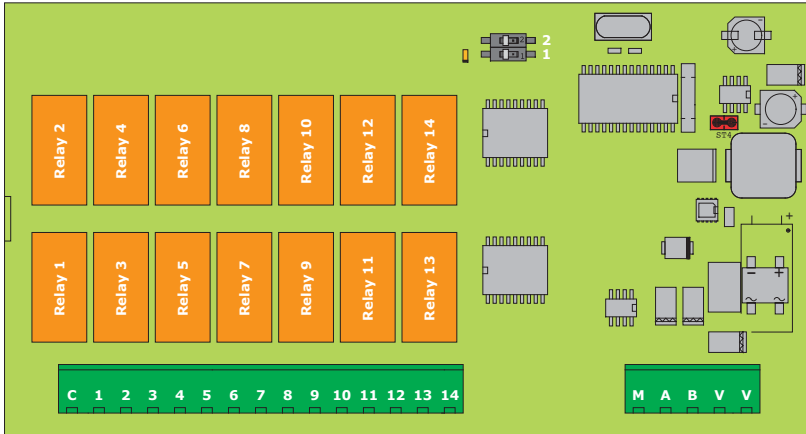 2
1
2
1
ST4
Relay 2
Relay 4
Relay 6
Relay 8
Relay 10
Relay 12
Relay 14
Relay 1
Relay 3
Relay 5
Relay 7
Relay 9
Relay 11
Relay 13
+
− +
~ ~
C 1 2 3 4 5 6 7 8 9 10 11 12 13 14
M A B V V